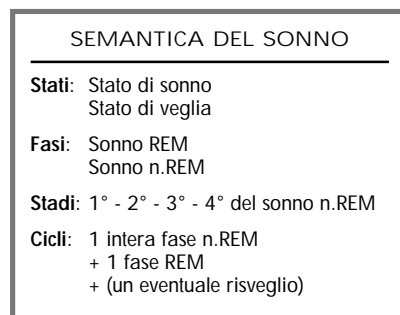 SEMANTICA DEL SONNO
Stati: Stato di sonno
Stato di veglia
Fasi: Sonno REM
Sonno n.REM
Stadi: 1° - 2° - 3° - 4° del sonno n.REM
Cicli: 1 intera fase n.REM
+ 1 fase REM
+ (un eventuale risveglio)